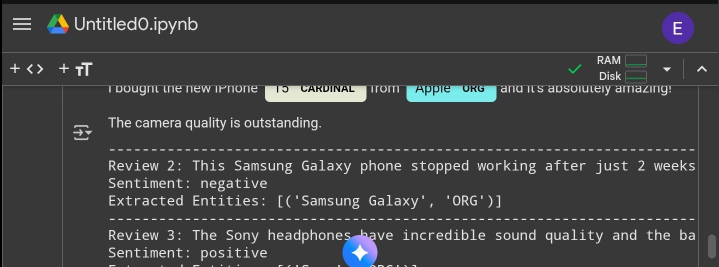 Untitled0.ipynb
E
+ <> + TT
RAM
Disk
I bought the new iPhone 15 CARDINAL from Apple ORG and it's absolutely amazing!
The camera quality is outstanding.
--------------------------------------------------------------------
Review 2: This Samsung Galaxy phone stopped working after just 2 weeks
Sentiment: negative
Extracted Entities: [('Samsung Galaxy', 'ORG')]
--------------------------------------------------------------------
Review 3: The Sony headphones have incredible sound quality and the ba
Sentiment: positive